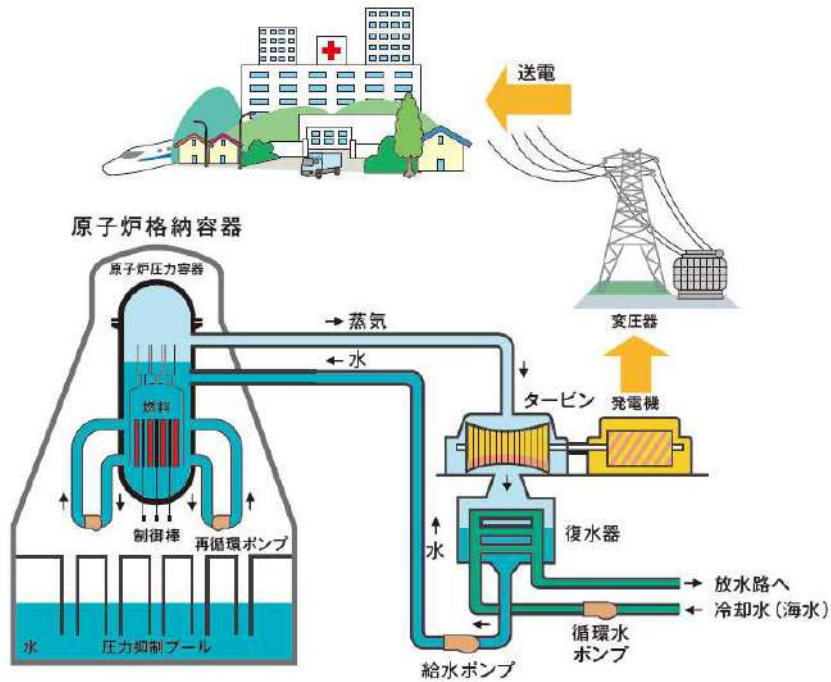 送電
原子炉格納容器
原子炉圧力容器
蒸気
水
変圧器
燃料
タービン
発電機
制御棒
再循環ポンプ
水
復水器
放水路へ
冷却水(海水)
循環水
ポンプ
水
圧力抑制プール
給水ポンプ